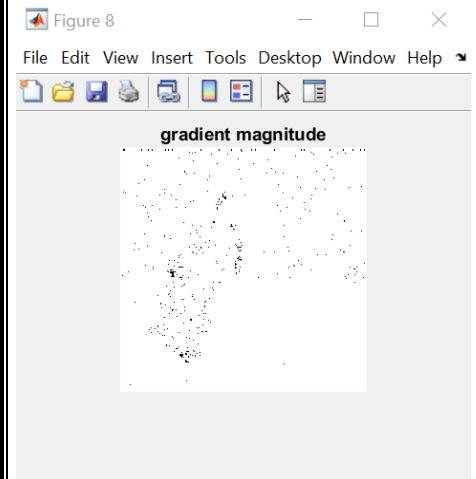 Figure 8
File Edit View Insert Tools Desktop Window Help
gradient magnitude